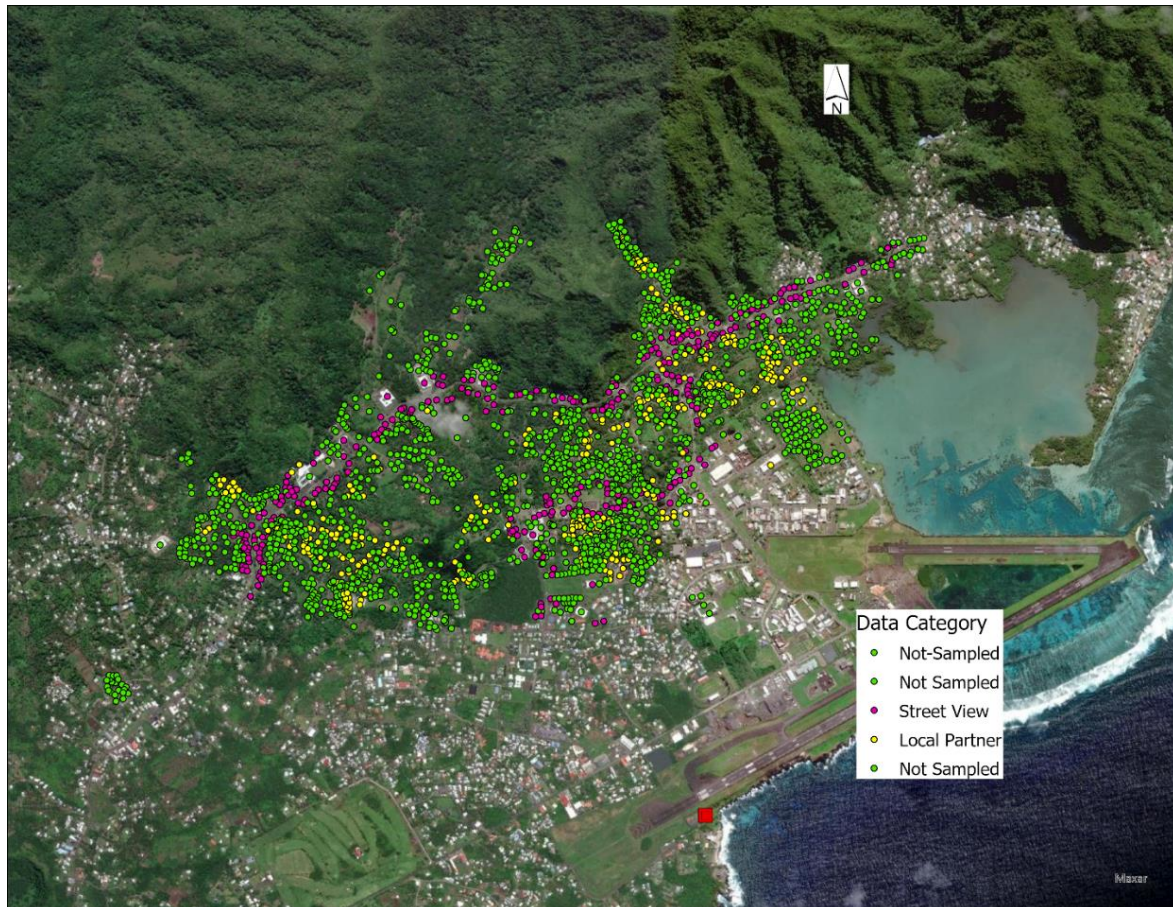 N
Data Category
Not-Sampled
Not Sampled
Street View
Local Partner
Not Sampled
Maxar